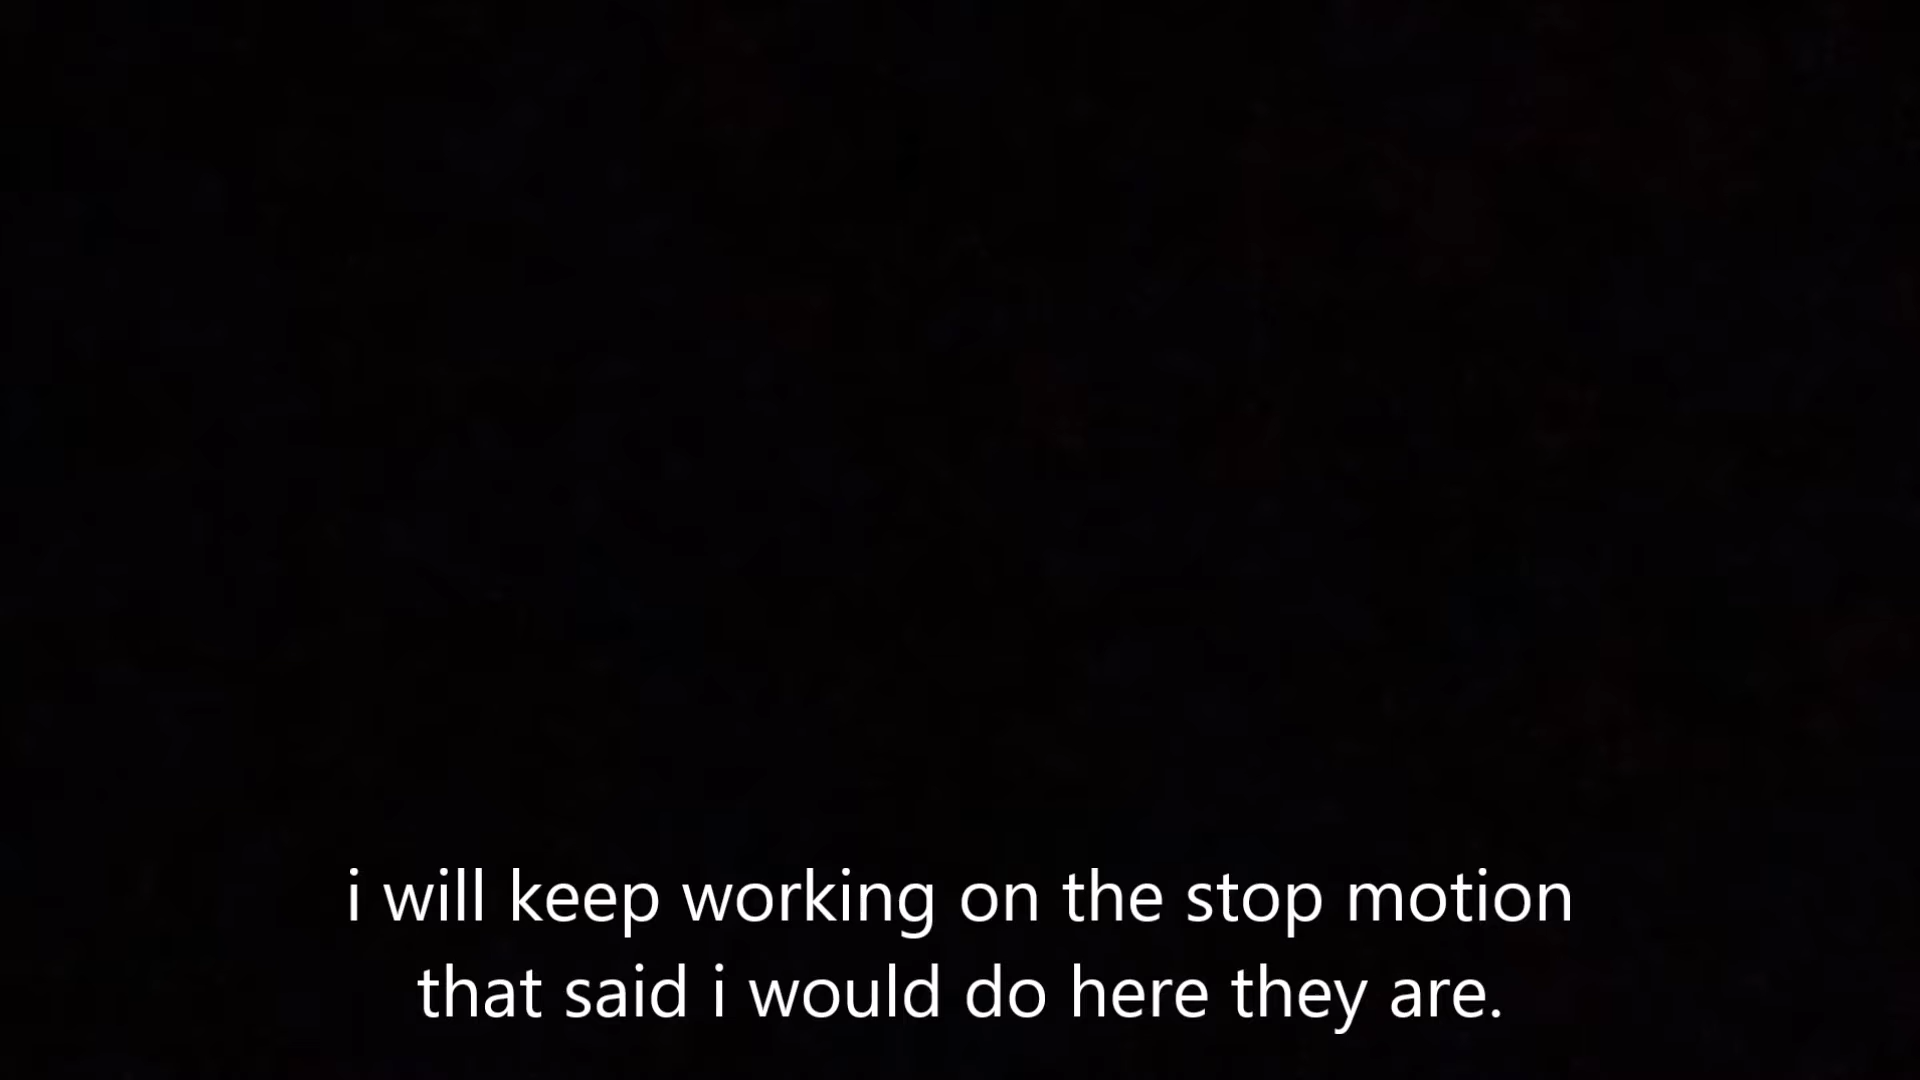 i will keep working on the stop motion
that said i would do here they are.